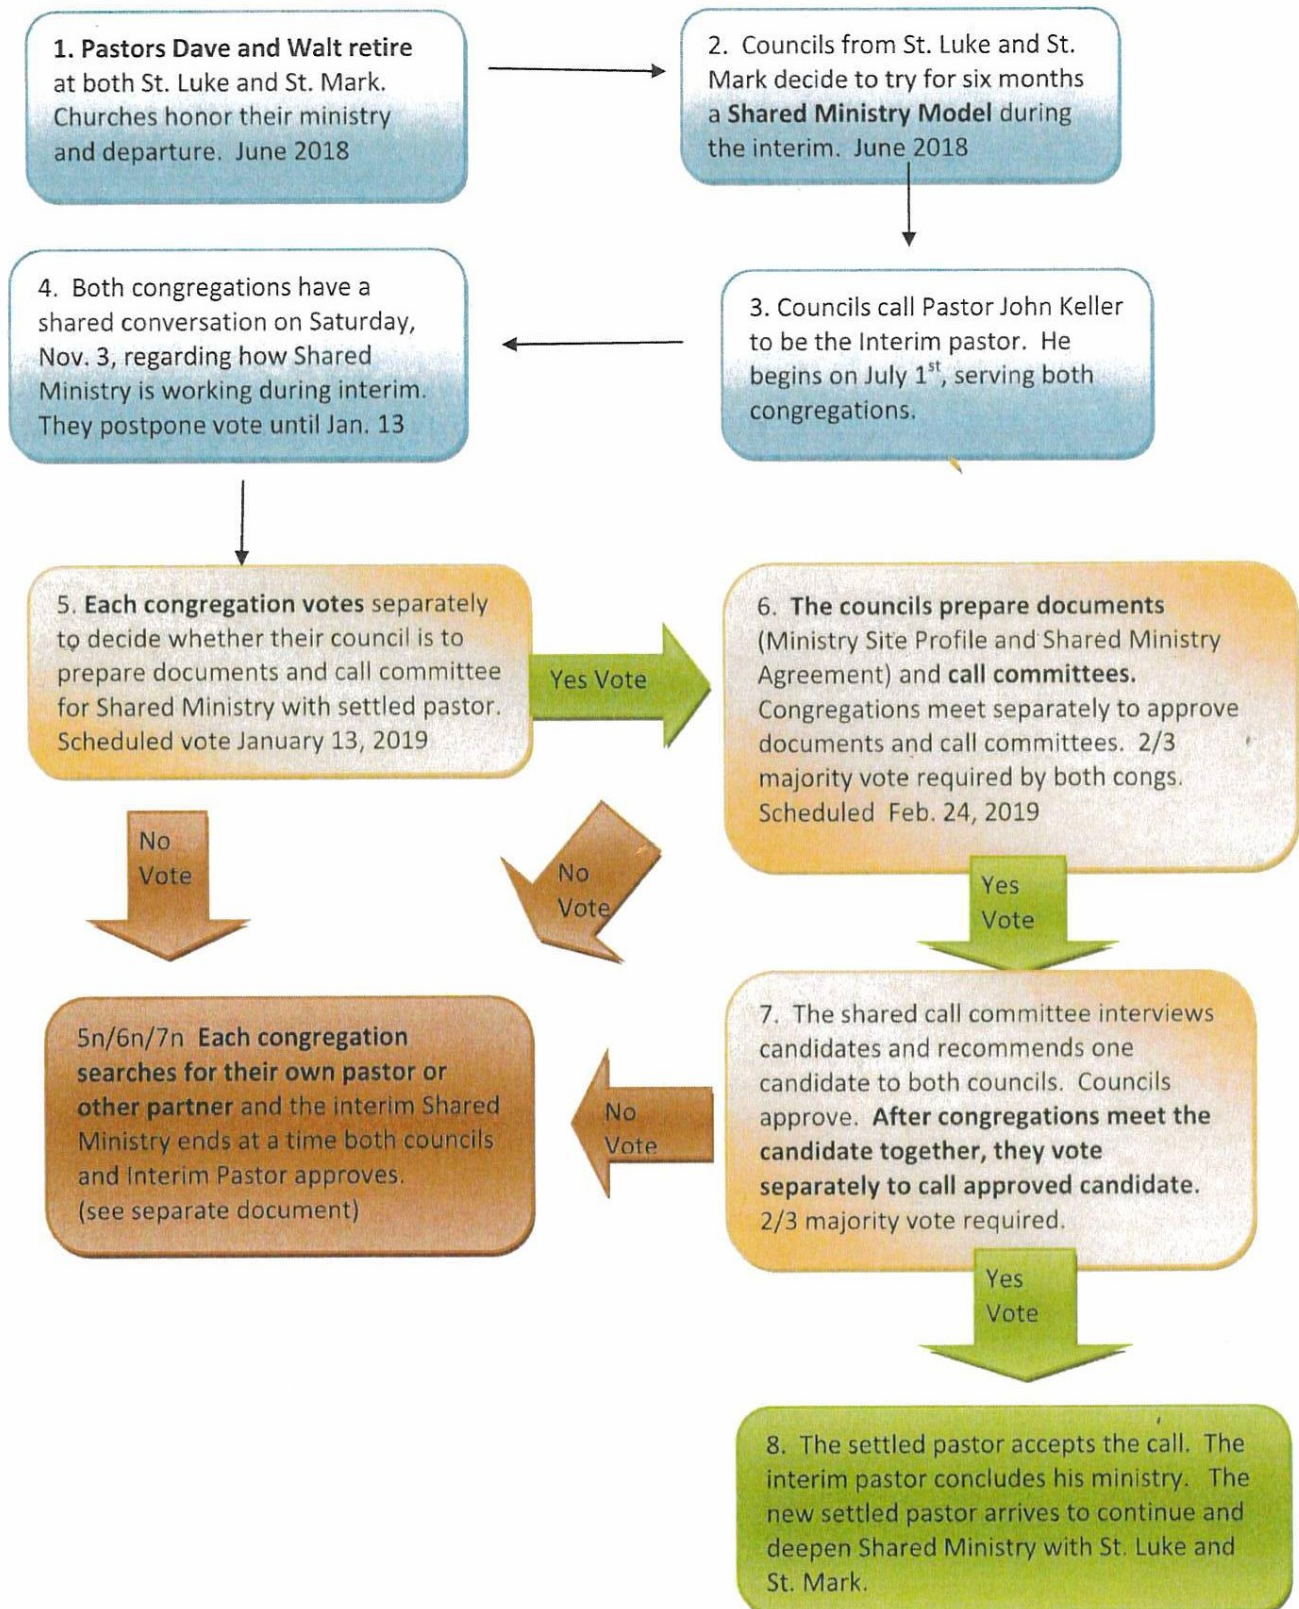 1. Pastors Dave and Walt retire
at both St. Luke and St. Mark.
Churches honor their ministry
and departure.  June 2018
2.  Councils from St. Luke and St.
Mark decide to try for six months
a Shared Ministry Model during
the interim.  June 2018
3. Councils call Pastor John Keller
to be the Interim pastor.  He
begins on July 1st, serving both
congregations.
4.  Both congregations have a
shared conversation on Saturday,
Nov. 3, regarding how Shared
Ministry is working during interim.
They postpone vote until Jan. 13
5. Each congregation votes separately
to decide whether their council is to
prepare documents and call committee
for Shared Ministry with settled pastor.
Scheduled vote January 13, 2019
Yes Vote
6.  The councils prepare documents
(Ministry Site Profile and Shared Ministry
Agreement) and call committees.
Congregations meet separately to approve
documents and call committees.  2/3
majority vote required by both congs.
Scheduled  Feb. 24, 2019
No
Vote
No
Vote
Yes
Vote
5n/6n/7n  Each congregation
searches for their own pastor or
other partner and the interim Shared
Ministry ends at a time both councils
and Interim Pastor approves.
(see separate document)
No
Vote
7.  The shared call committee interviews
candidates and recommends one
candidate to both councils.  Councils
approve.  After congregations meet the
candidate together, they vote
separately to call approved candidate.
2/3 majority vote required.
Yes
Vote
8.  The settled pastor accepts the call.  The
interim pastor concludes his ministry.   The
new settled pastor arrives to continue and
deepen Shared Ministry with St. Luke and
St. Mark.